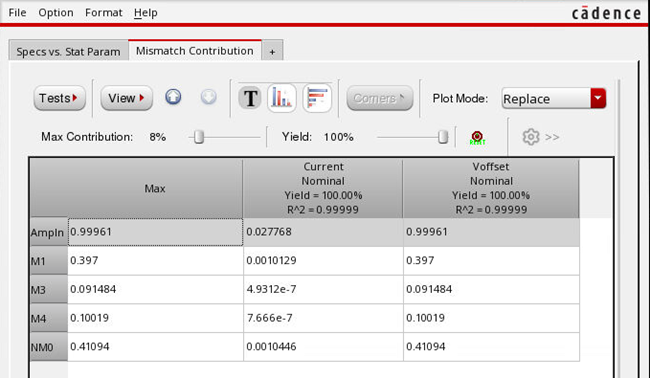 File Option Format Help cādence
Specs vs. Stat Param Mismatch Contribution +
Tests View T Corners Plot Mode: Replace
Max Contribution: 8% Yield: 100% RESET >>
Max Current Voffset
Nominal Nominal
Yield = 100.00% Yield = 100.00%
R^2 = 0.99999 R^2 = 0.99999
AmpIn 0.99961 0.027768 0.99961
M1 0.397 0.0010129 0.397
M3 0.091484 4.9312e-7 0.091484
M4 0.10019 7.666e-7 0.10019
NM0 0.41094 0.0010446 0.41094